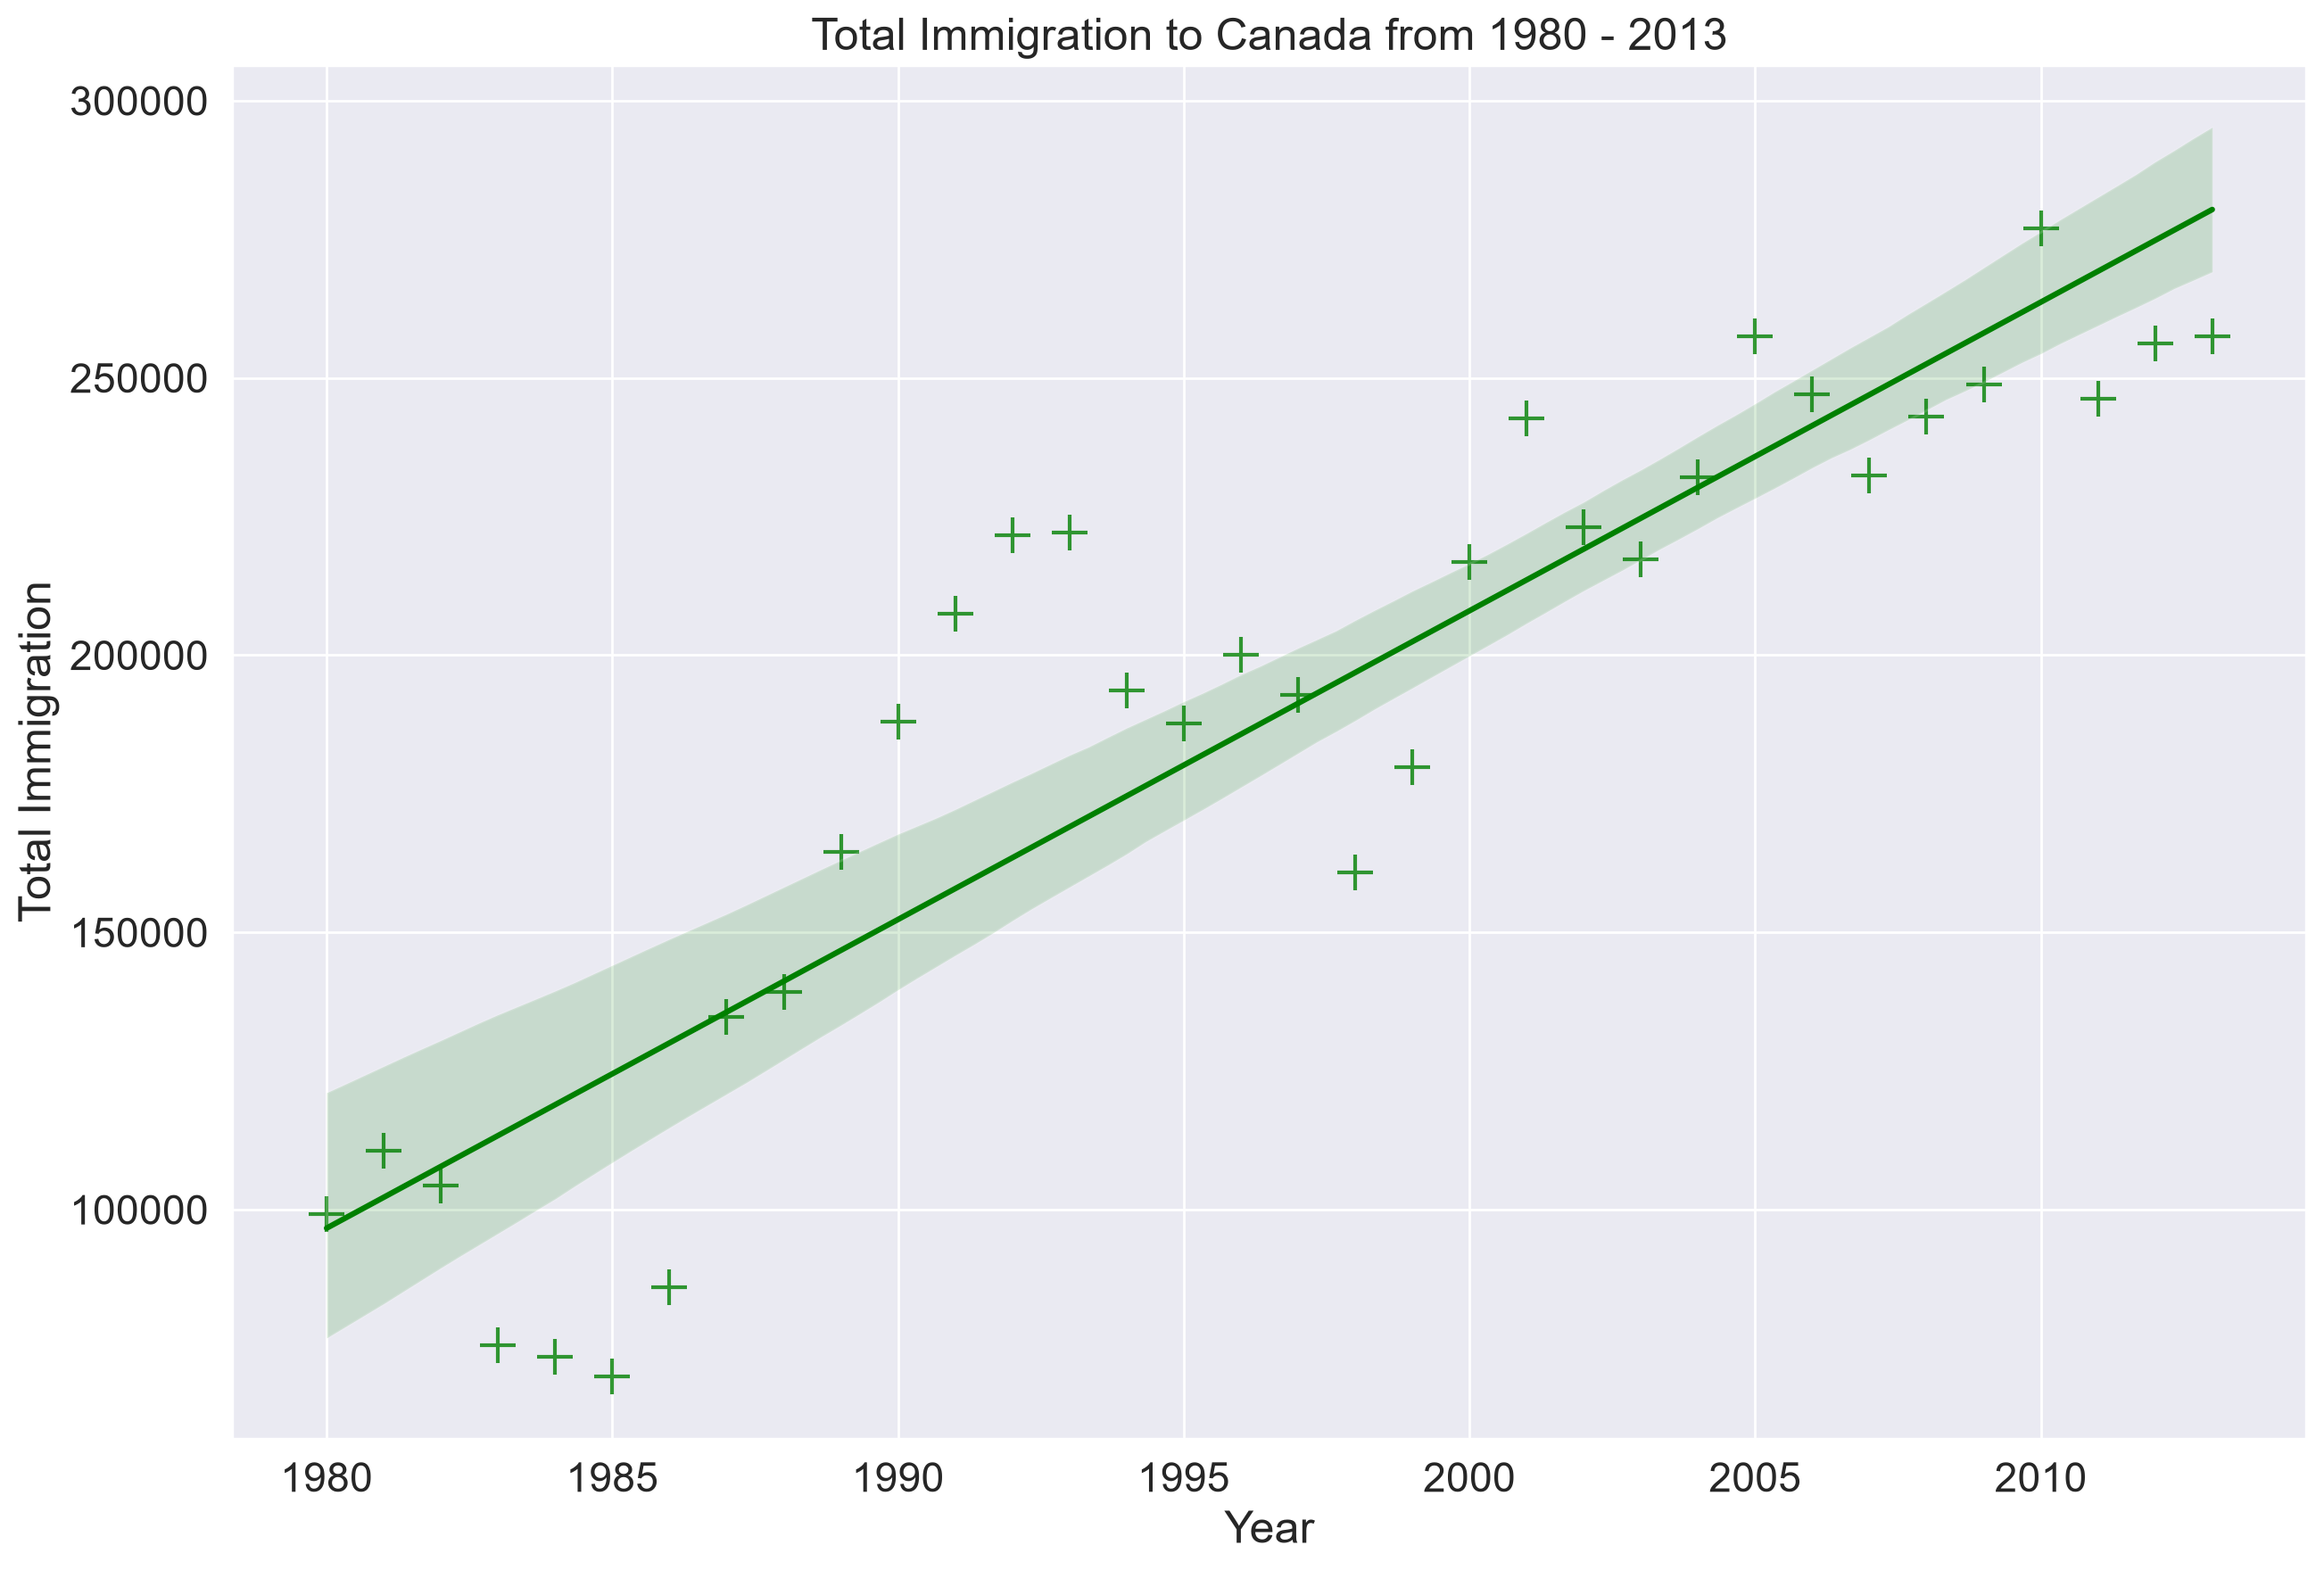 Total Immigration to Canada from 1980 - 2013
300000
250000
200000
150000
100000
Total Immigration
1980 1985 1990 1995 2000 2005 2010
Year